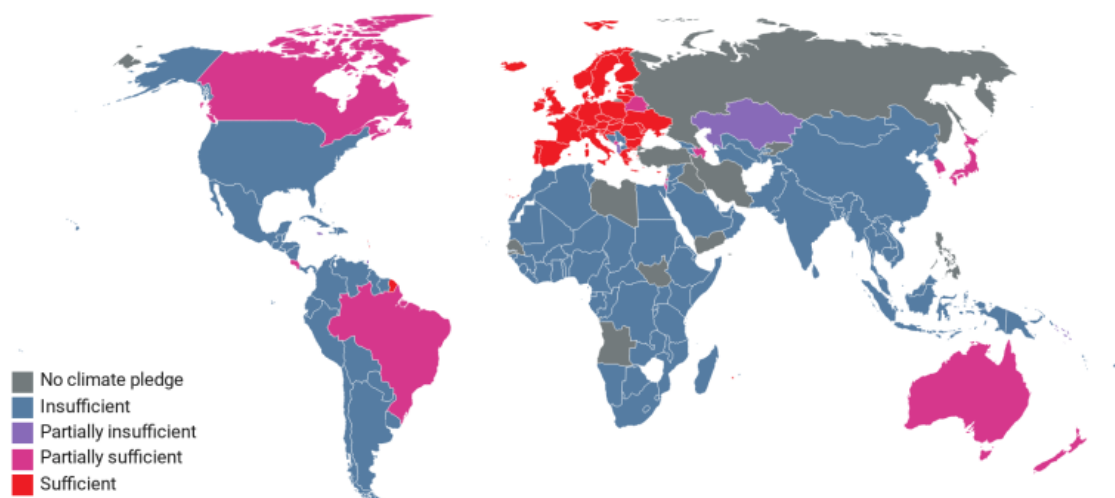 No climate pledge
Insufficient
Partially insufficient
Partially sufficient
Sufficient